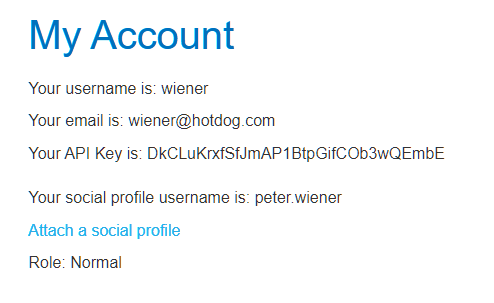 My Account
Your username is: wiener
Your email is: wiener@hotdog.com
Your API Key is: DkCLuKrxfSfJmAP1BtpGifCOb3wQEmbE
Your social profile username is: peter.wiener
Attach a social profile
Role: Normal